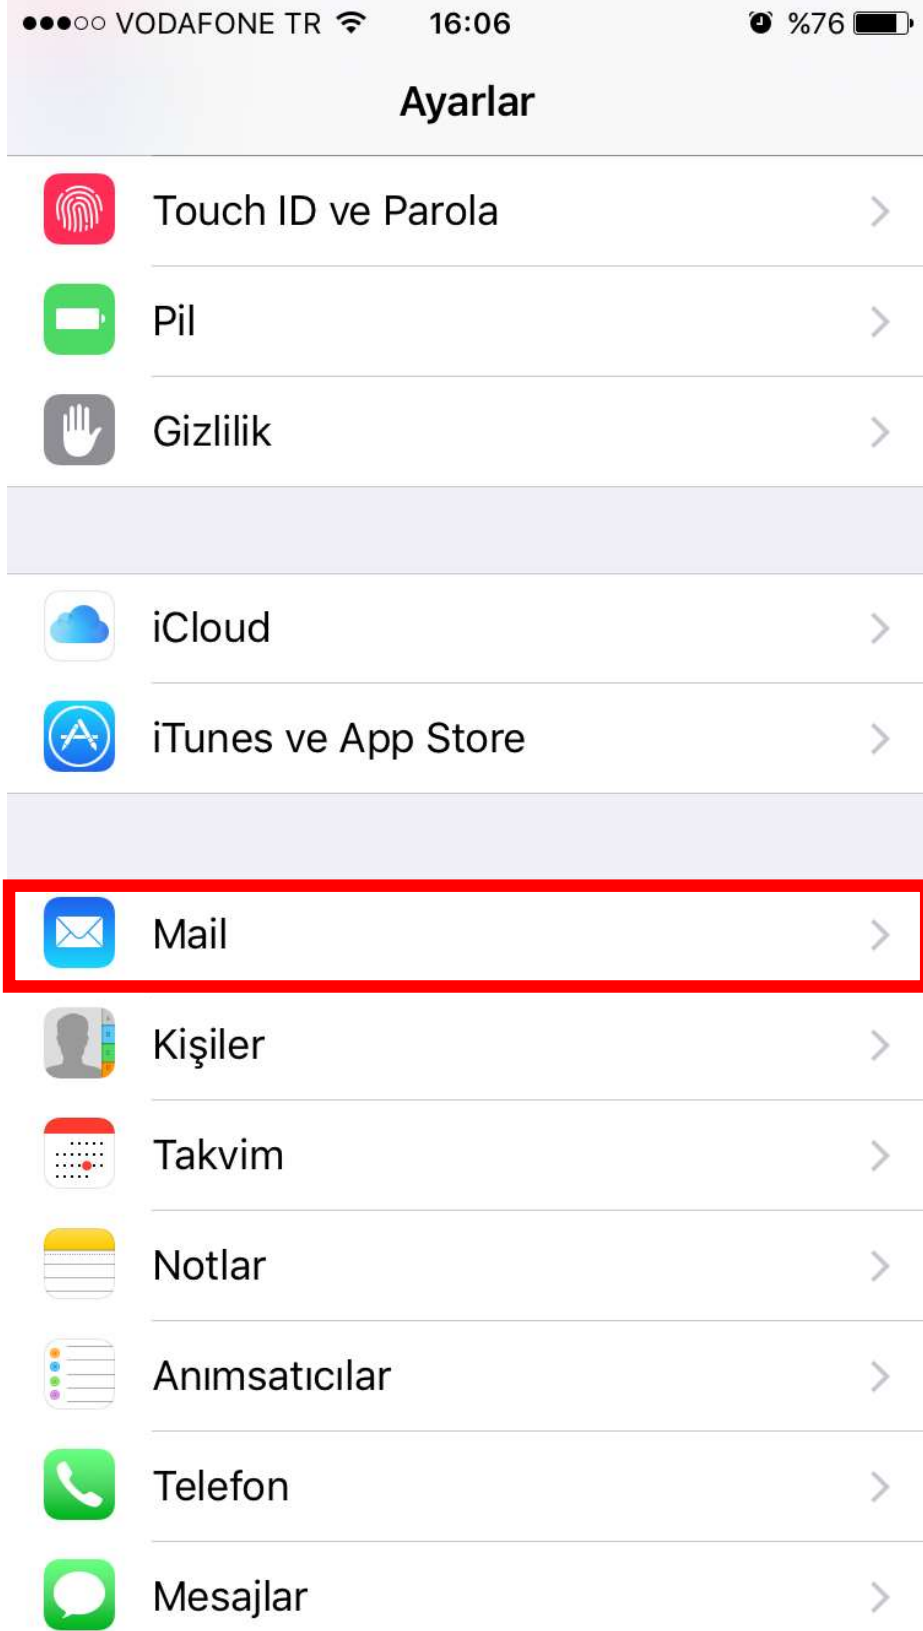 VODAFONE TR 16:06 %76
Ayarlar
Touch ID ve Parola
Pil
Gizlilik
iCloud
iTunes ve App Store
Mail
Kişiler
Takvim
Notlar
Anımsatıcılar
Telefon
Mesajlar